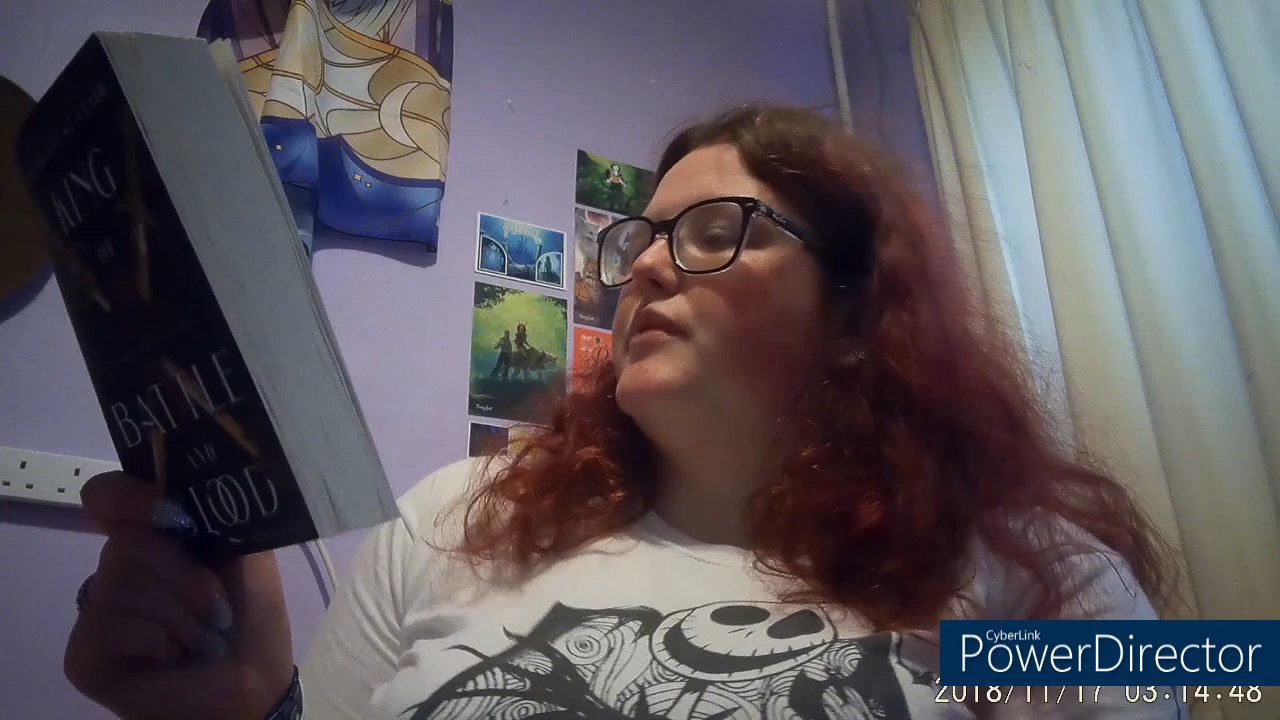 KING
OF
BATTLE
AND
BLOOD
CyberLink
PowerDirector
2018/11/17 03:14:48